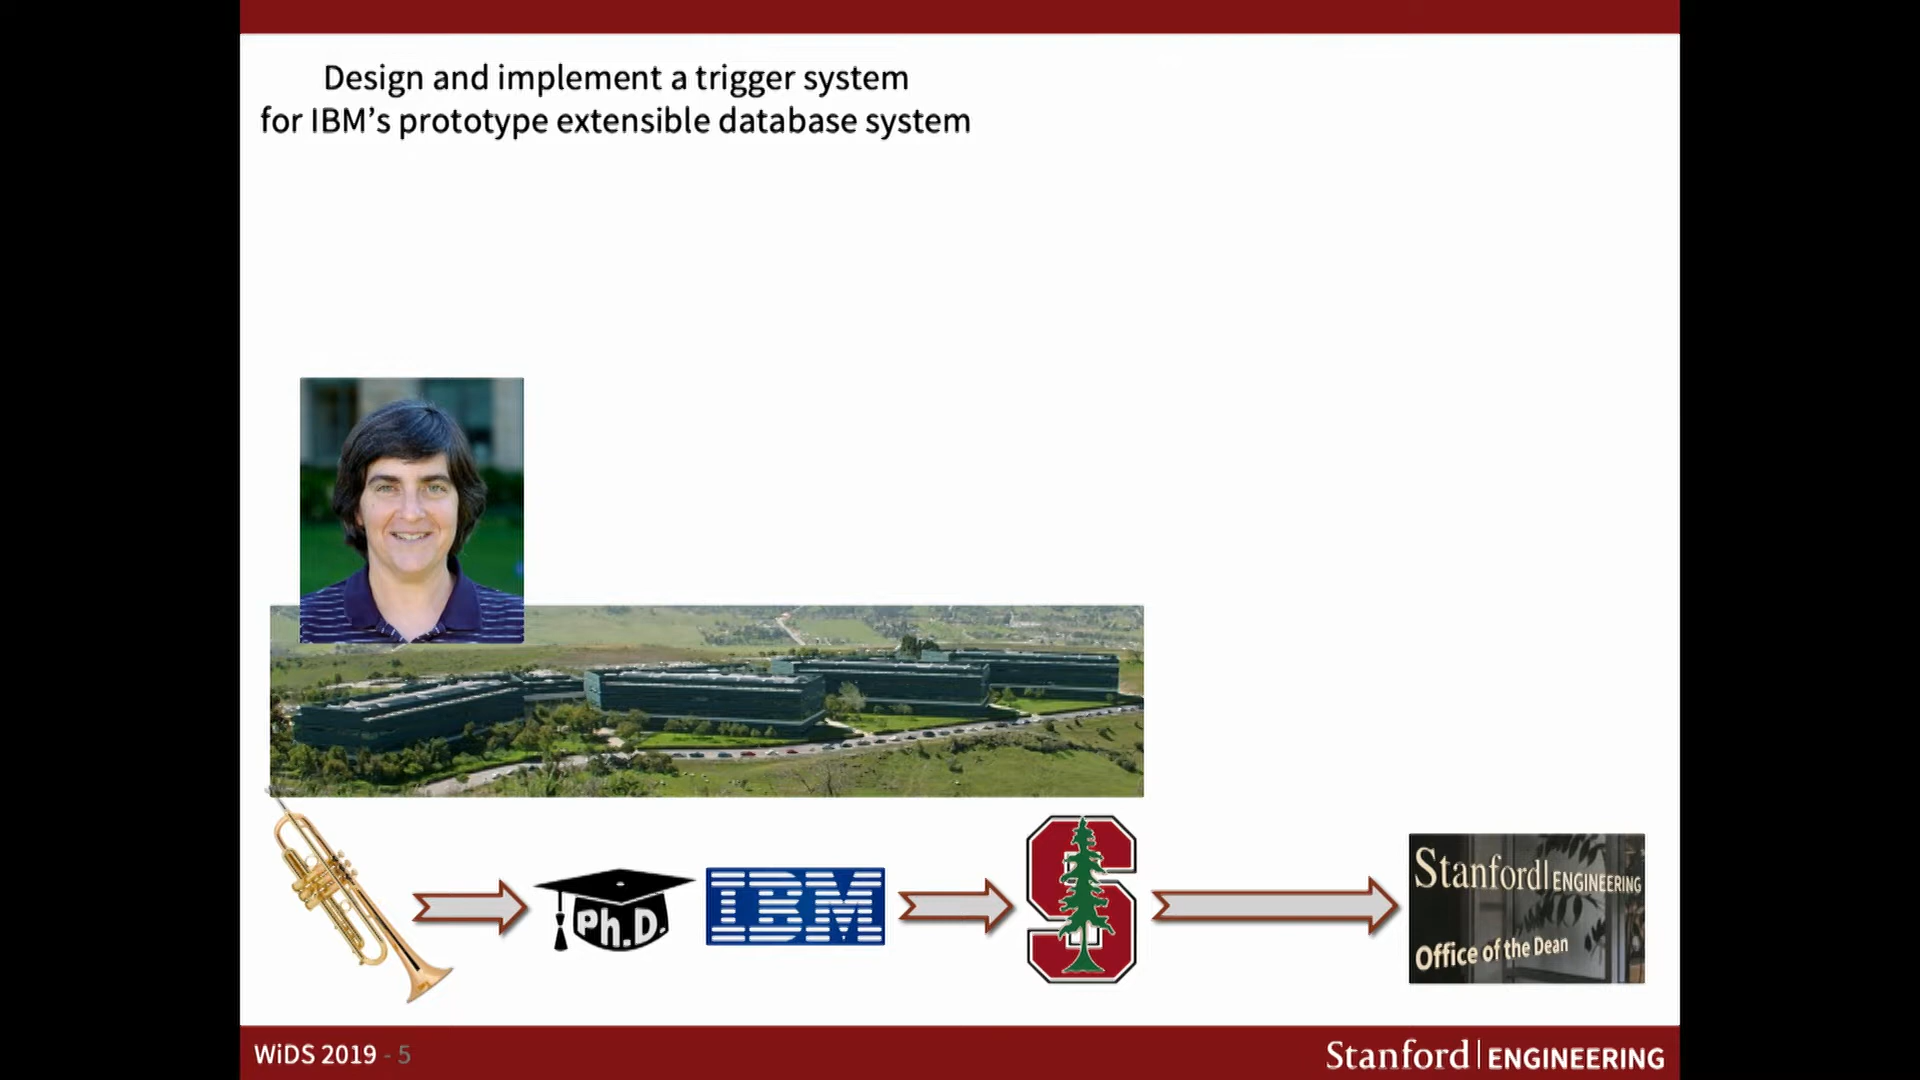 Design and implement a trigger system
for IBM’s prototype extensible database system
Ph.D.
IBM
S
Stanford | ENGINEERING
Office of the Dean
WiDS 2019 - 5
Stanford | ENGINEERING